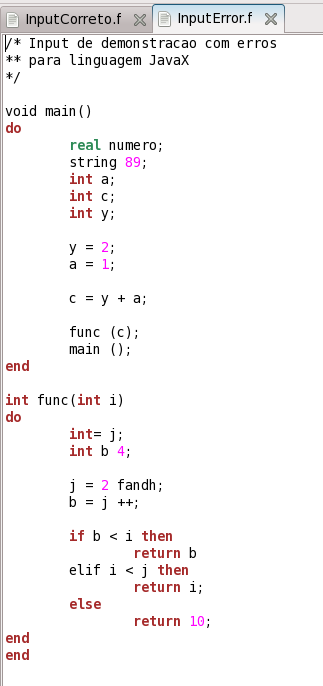 InputCorreto.f InputError.f
/* Input de demonstracao com erros
** para linguagem JavaX
*/
void main()
do
real numero;
string 89;
int a;
int c;
int y;
y = 2;
a = 1;
c = y + a;
func (c);
main ();
end
int func(int i)
do
int= j;
int b 4;
j = 2 fandh;
b = j ++;
if b < i then
return b
elif i < j then
return i;
else
return 10;
end
end